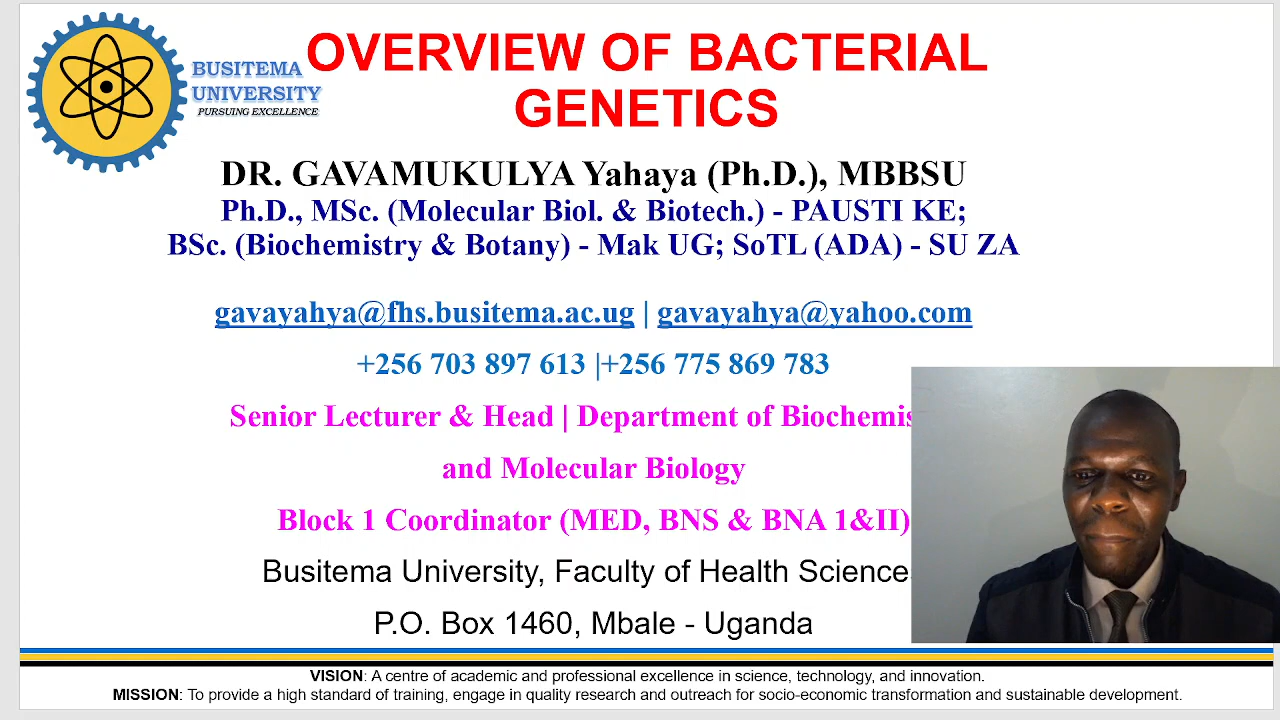 BUSITEMA
UNIVERSITY
PURSUING EXCELLENCE
OVERVIEW OF BACTERIAL
GENETICS
DR. GAVAMUKULYA Yahaya (Ph.D.), MBBSU
Ph.D., MSc. (Molecular Biol. & Biotech.) - PAUSTI KE;
BSc. (Biochemistry & Botany) - Mak UG; SoTL (ADA) - SU ZA
gavayahya@fhs.busitema.ac.ug | gavayahya@yahoo.com
+256 703 897 613 |+256 775 869 783
Senior Lecturer & Head | Department of Biochemis
and Molecular Biology
Block 1 Coordinator (MED, BNS & BNA 1&II)
Busitema University, Faculty of Health Science
P.O. Box 1460, Mbale - Uganda
VISION: A centre of academic and professional excellence in science, technology, and innovation.
MISSION: To provide a high standard of training, engage in quality research and outreach for socio-economic transformation and sustainable development.